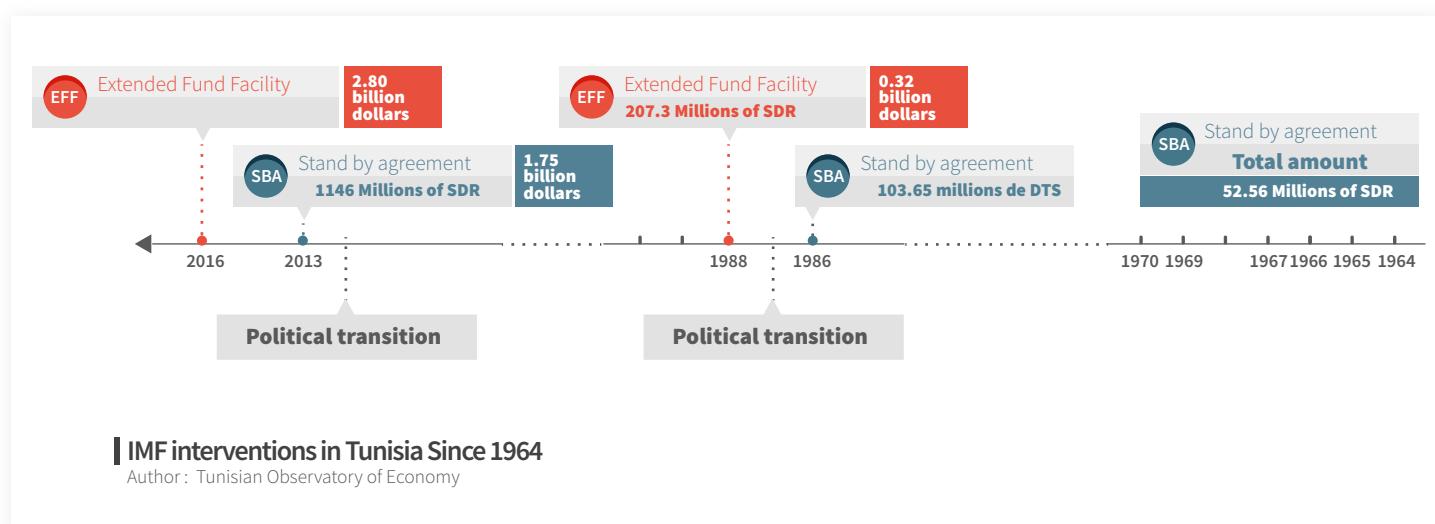 EFF
Extended Fund Facility
2.80
billion
dollars
SBA
Stand by agreement
1146 Millions of SDR
1.75
billion
dollars
EFF
Extended Fund Facility
207.3 Millions of SDR
0.32
billion
dollars
SBA
Stand by agreement
103.65 millions de DTS
SBA
Stand by agreement
Total amount
52.56 Millions of SDR
2016 2013 1988 1986 1970 1969 1967 1966 1965 1964
Political transition
Political transition
IMF interventions in Tunisia Since 1964
Author : Tunisian Observatory of Economy